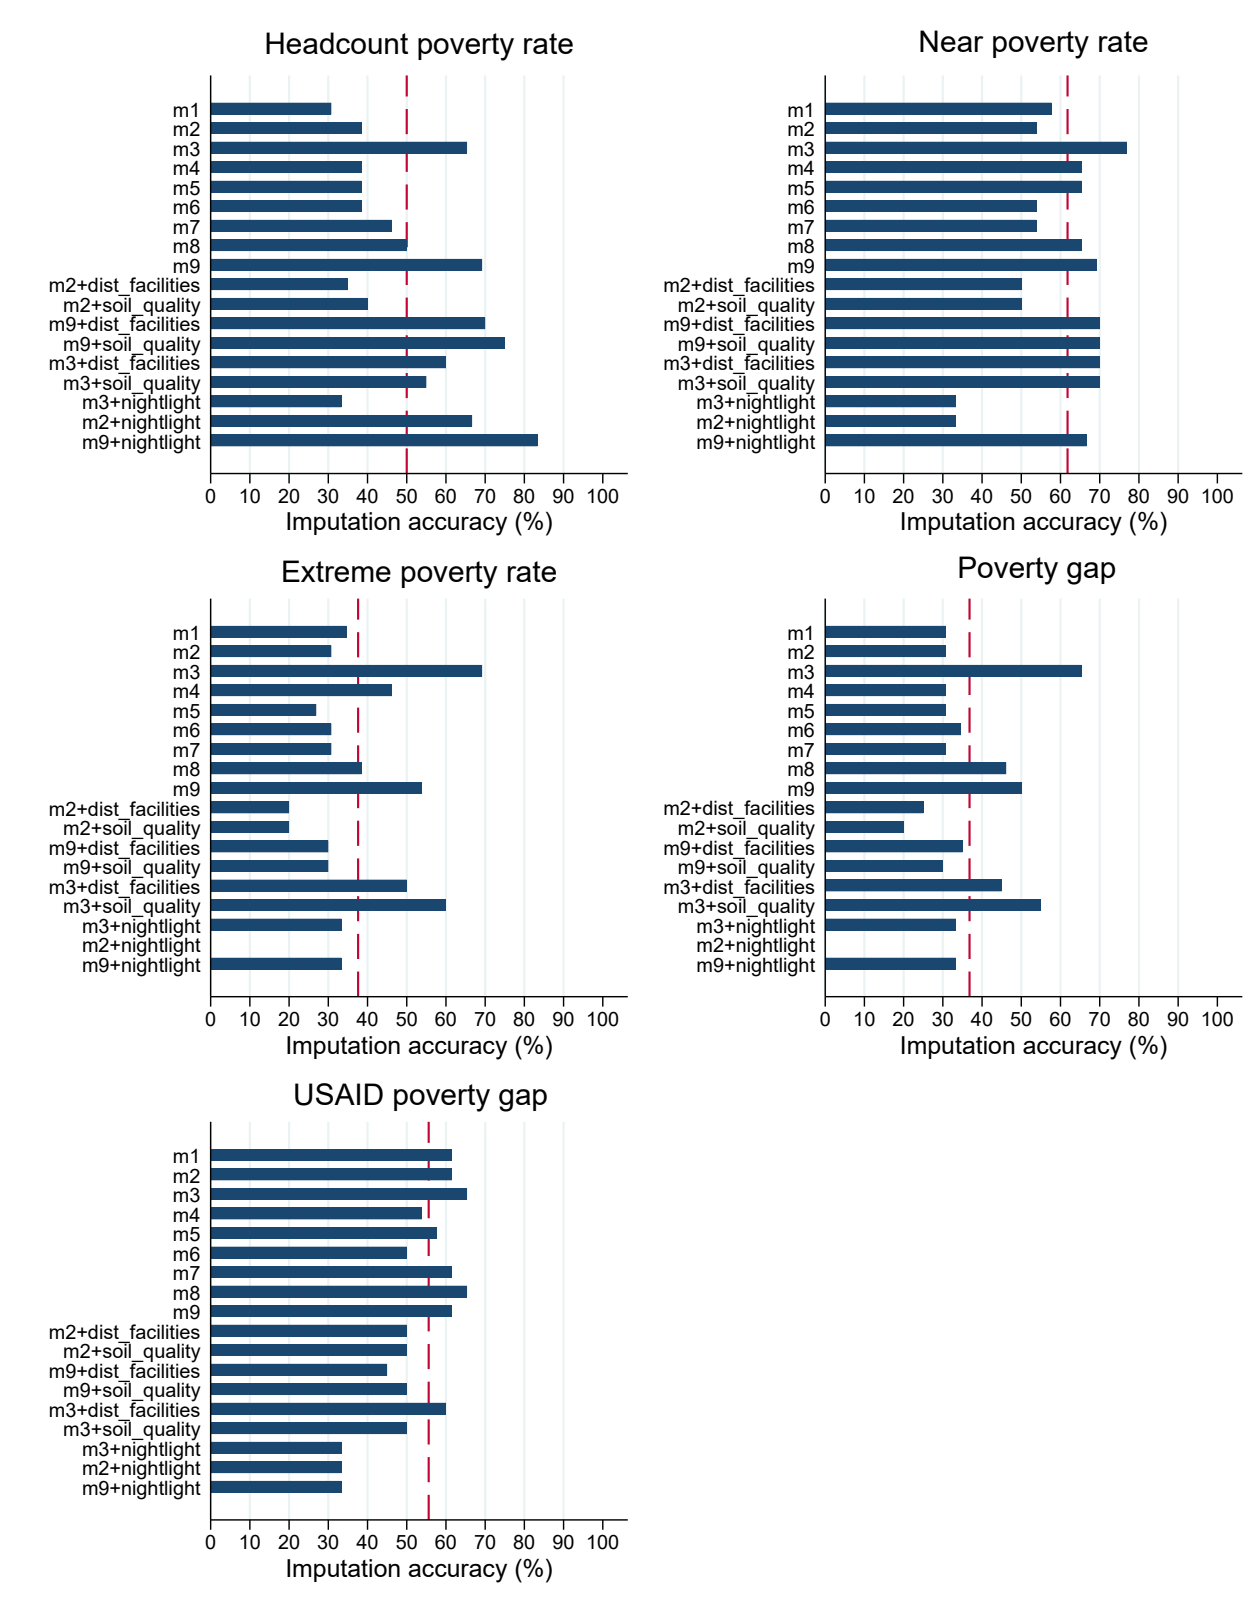 Headcount poverty rate
m1
m2
m3
m4
m5
m6
m7
m8
m9
m2+dist_facilities
m2+soil_quality
m9+dist_facilities
m9+soil_quality
m3+dist_facilities
m3+soil_quality
m3+nightlight
m2+nightlight
m9+nightlight
0 10 20 30 40 50 60 70 80 90 100
Imputation accuracy (%)
Near poverty rate
m1
m2
m3
m4
m5
m6
m7
m8
m9
m2+dist_facilities
m2+soil_quality
m9+dist_facilities
m9+soil_quality
m3+dist_facilities
m3+soil_quality
m3+nightlight
m2+nightlight
m9+nightlight
0 10 20 30 40 50 60 70 80 90 100
Imputation accuracy (%)
Extreme poverty rate
m1
m2
m3
m4
m5
m6
m7
m8
m9
m2+dist_facilities
m2+soil_quality
m9+dist_facilities
m9+soil_quality
m3+dist_facilities
m3+soil_quality
m3+nightlight
m2+nightlight
m9+nightlight
0 10 20 30 40 50 60 70 80 90 100
Imputation accuracy (%)
Poverty gap
m1
m2
m3
m4
m5
m6
m7
m8
m9
m2+dist_facilities
m2+soil_quality
m9+dist_facilities
m9+soil_quality
m3+dist_facilities
m3+soil_quality
m3+nightlight
m2+nightlight
m9+nightlight
0 10 20 30 40 50 60 70 80 90 100
Imputation accuracy (%)
USAID poverty gap
m1
m2
m3
m4
m5
m6
m7
m8
m9
m2+dist_facilities
m2+soil_quality
m9+dist_facilities
m9+soil_quality
m3+dist_facilities
m3+soil_quality
m3+nightlight
m2+nightlight
m9+nightlight
0 10 20 30 40 50 60 70 80 90 100
Imputation accuracy (%)